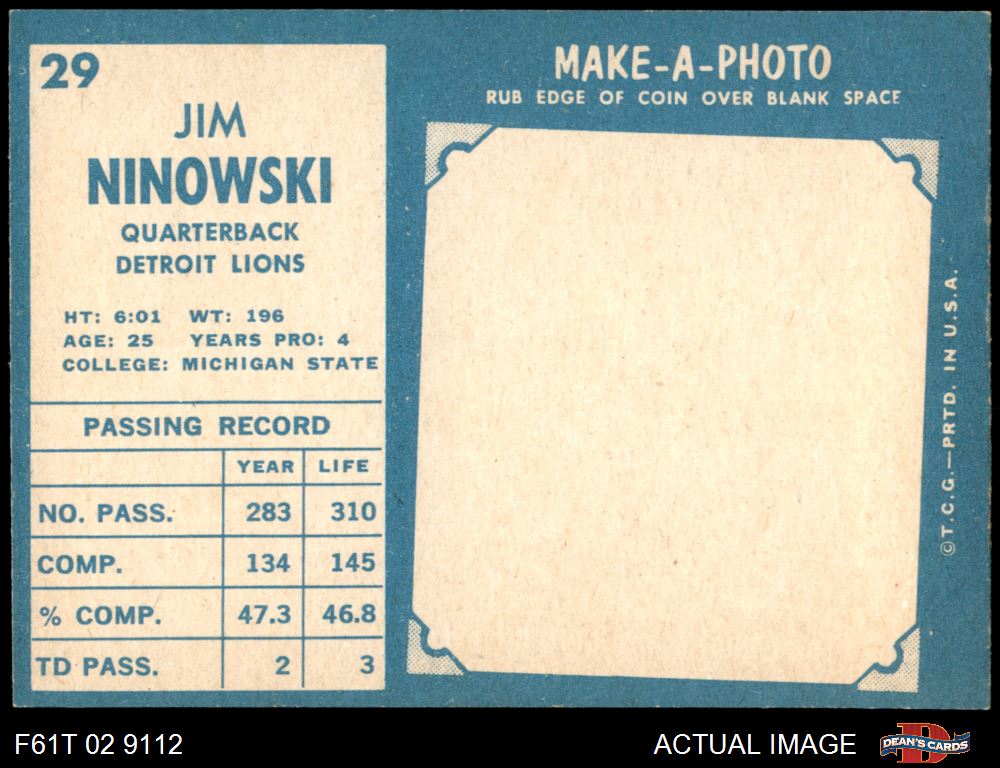 29
JIM
NINOWSKI
QUARTERBACK
DETROIT LIONS
HT: 6:01 WT: 196
AGE: 25 YEARS PRO: 4
COLLEGE: MICHIGAN STATE
PASSING RECORD
YEAR LIFE
NO. PASS. 283 310
COMP. 134 145
% COMP. 47.3 46.8
TD PASS. 2 3
MAKE-A-PHOTO
RUB EDGE OF COIN OVER BLANK SPACE
©T.C.G.—PRTD. IN U.S.A.
F61T 02 9112
ACTUAL IMAGE
DEAN'S CARDS